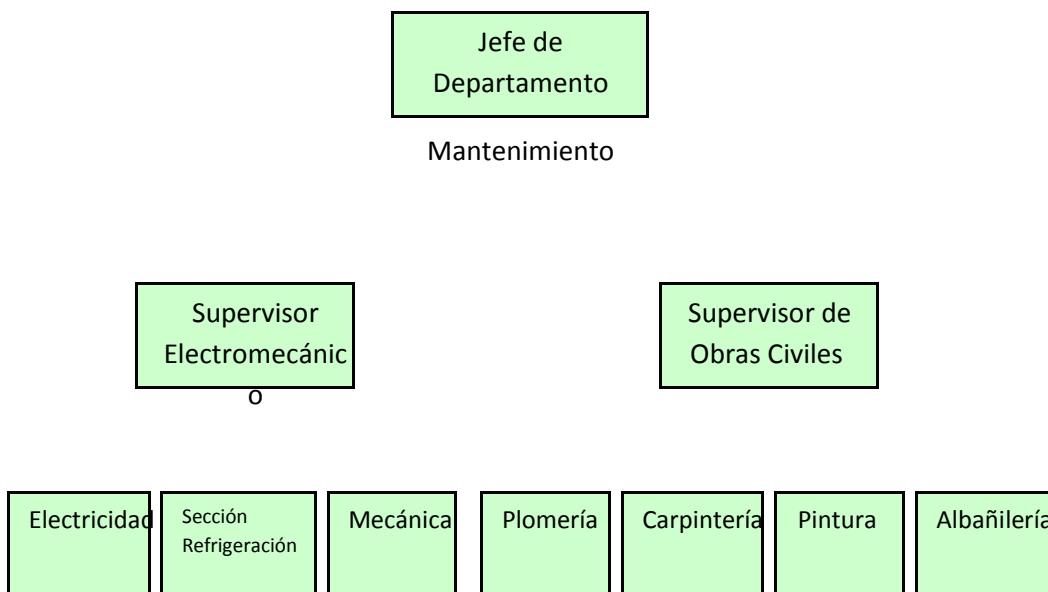 Jefe de
Departamento
Mantenimiento
Supervisor
Electromecánic
o
Supervisor de
Obras Civiles
Electricidad
Sección
Refrigeración
Mecánica
Plomería
Carpintería
Pintura
Albañilería